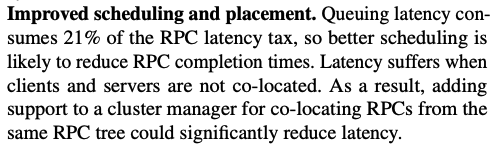 Improved scheduling and placement. Queuing latency con-
sumes 21% of the RPC latency tax, so better scheduling is
likely to reduce RPC completion times. Latency suffers when
clients and servers are not co-located. As a result, adding
support to a cluster manager for co-locating RPCs from the
same RPC tree could significantly reduce latency.